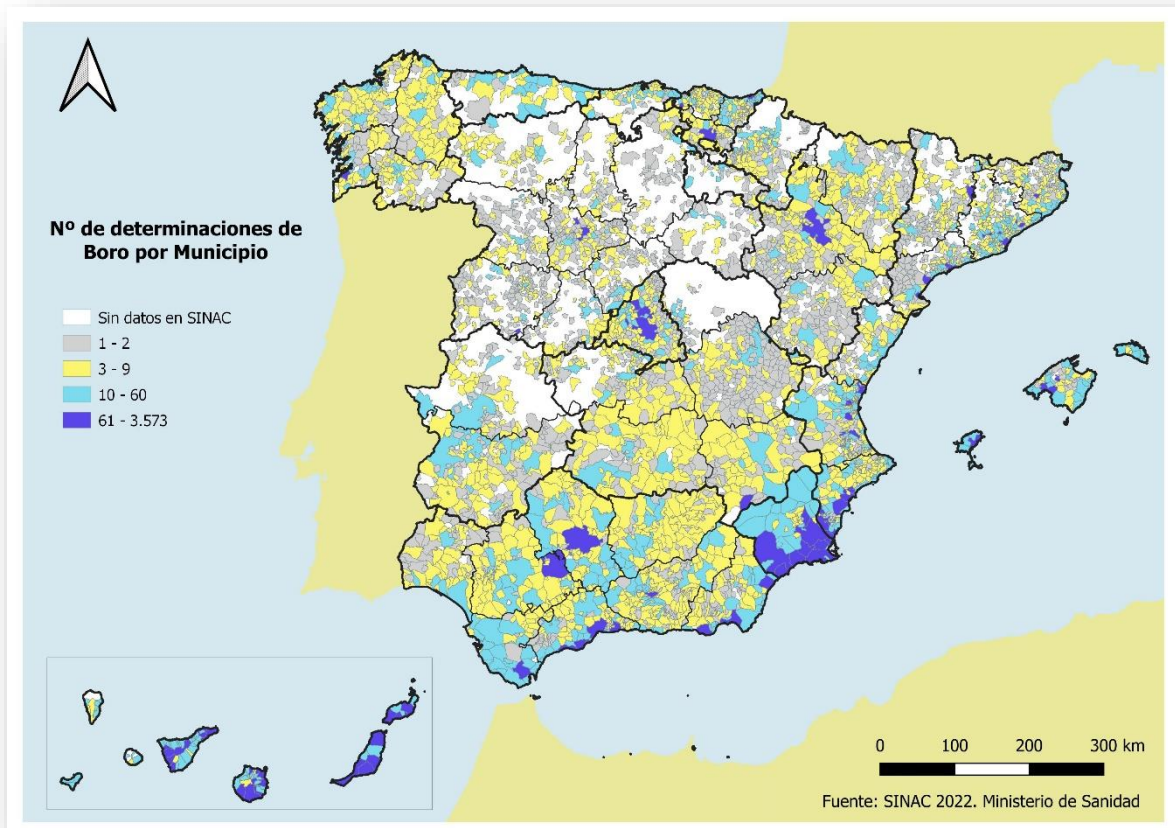 Nº de determinaciones de
Boro por Municipio
Sin datos en SINAC
1 - 2
3 - 9
10 - 60
61 - 3.573
0 100 200 300 km
Fuente: SINAC 2022. Ministerio de Sanidad